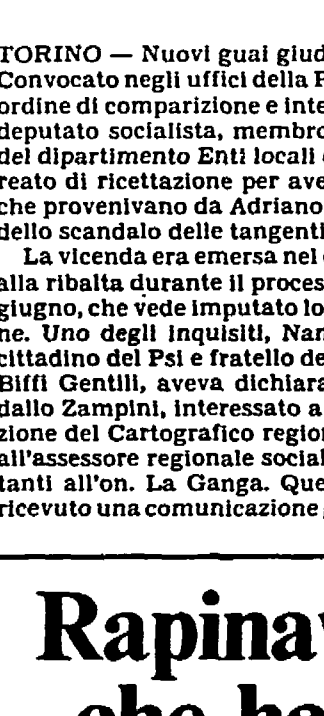 TORINO — Nuovi guai giud
Convocato negli uffici della P
ordine di comparizione e inte
deputato socialista, membro
del dipartimento Enti locali
reato di ricettazione per ave
che provenivano da Adriano
dello scandalo delle tangenti
La vicenda era emersa nel
alla ribalta durante il proces
giugno, che vede imputato lo
ne. Uno degli inquisiti, Nan
cittadino del Psi e fratello de
Biffi Gentili, aveva dichiara
dallo Zampini, interessato a
zione del Cartografico region
all'assessore regionale social
tanti all'on. La Ganga. Que
ricevuto una comunicazione
Rapinav
che ha